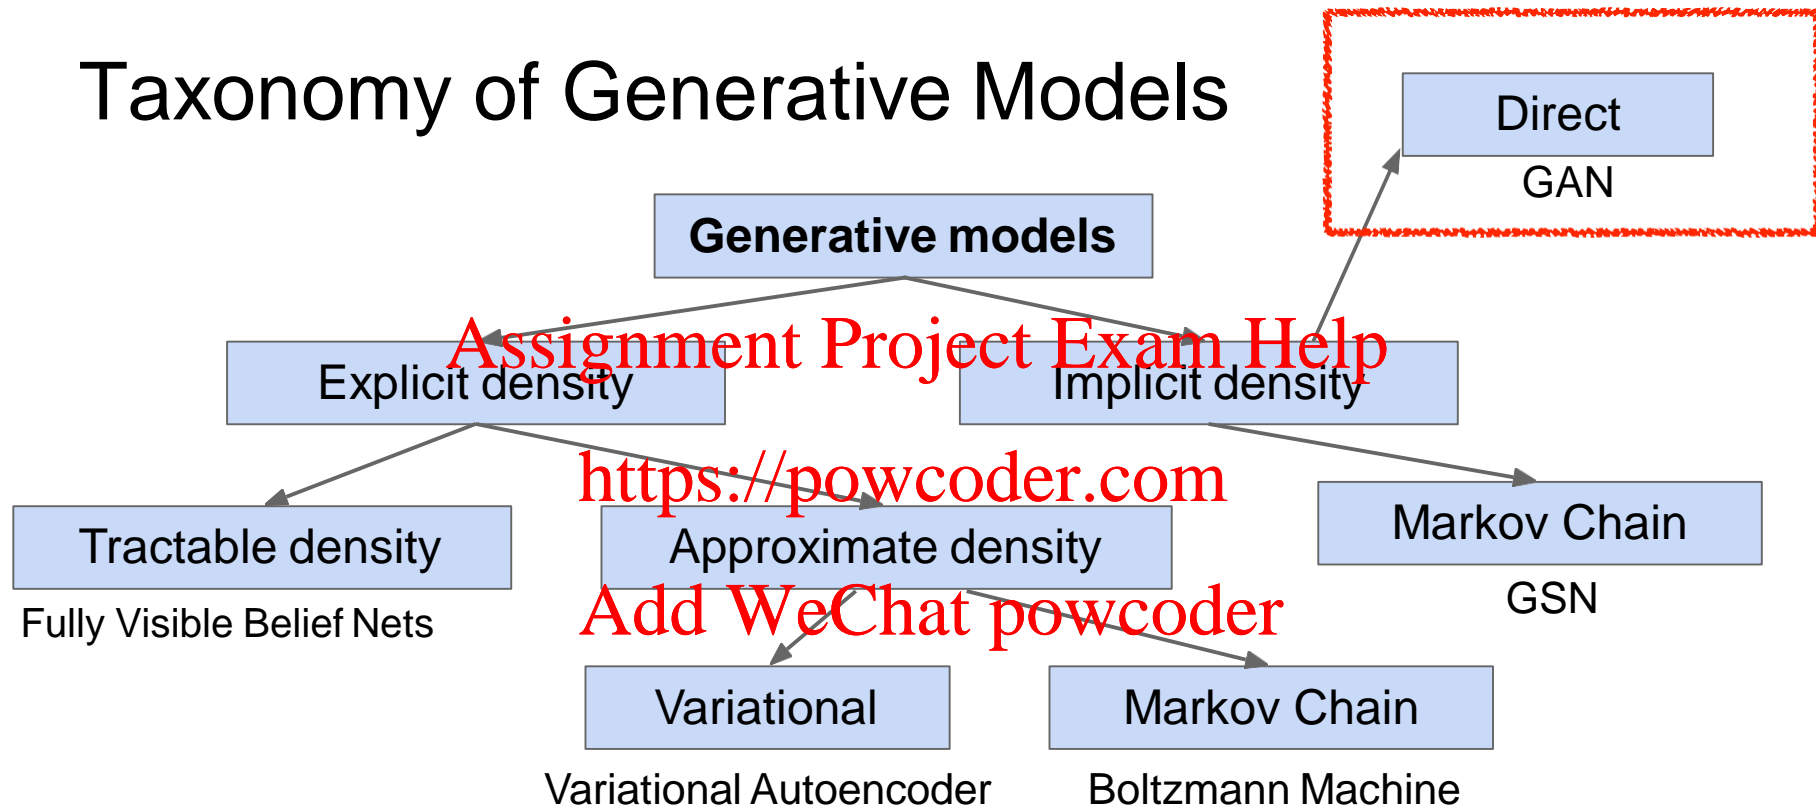 Taxonomy of Generative Models
Direct
GAN
Generative models
Assignment Project Exam Help
Explicit density
Implicit density
https://powcoder.com
Tractable density
Approximate density
Markov Chain
Fully Visible Belief Nets
Add WeChat powcoder
GSN
Variational
Markov Chain
Variational Autoencoder
Boltzmann Machine